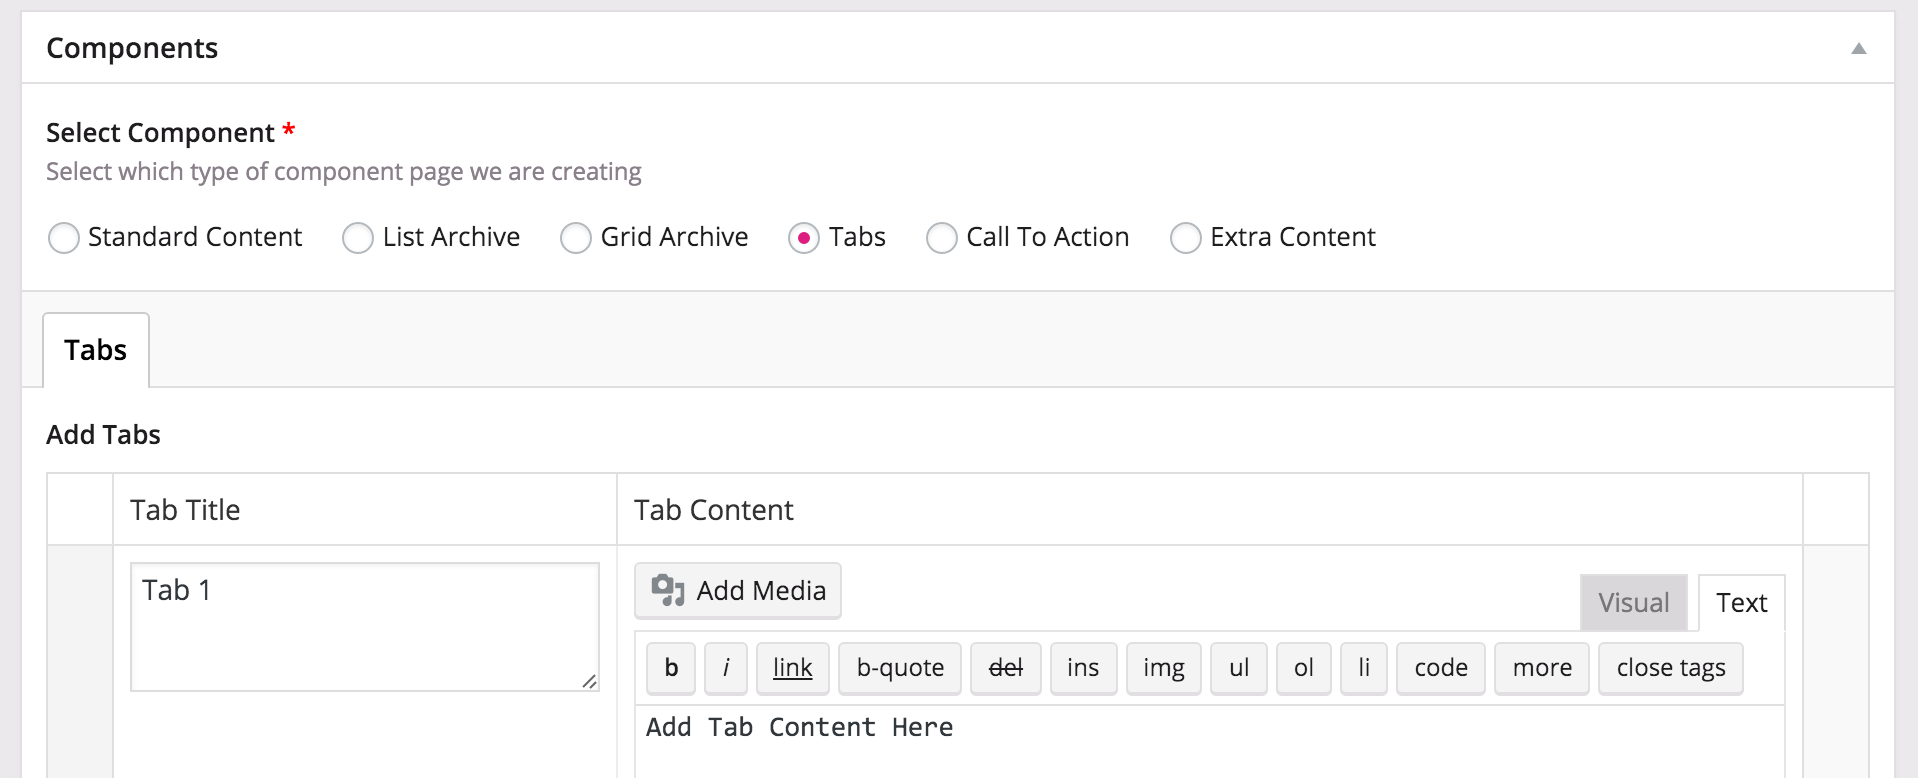 Components
Select Component *
Select which type of component page we are creating
Standard Content List Archive Grid Archive Tabs Call To Action Extra Content
Tabs
Add Tabs
Tab Title Tab Content
Tab 1
Add Media
Visual Text
b i link b-quote del ins img ul ol li code more close tags
Add Tab Content Here